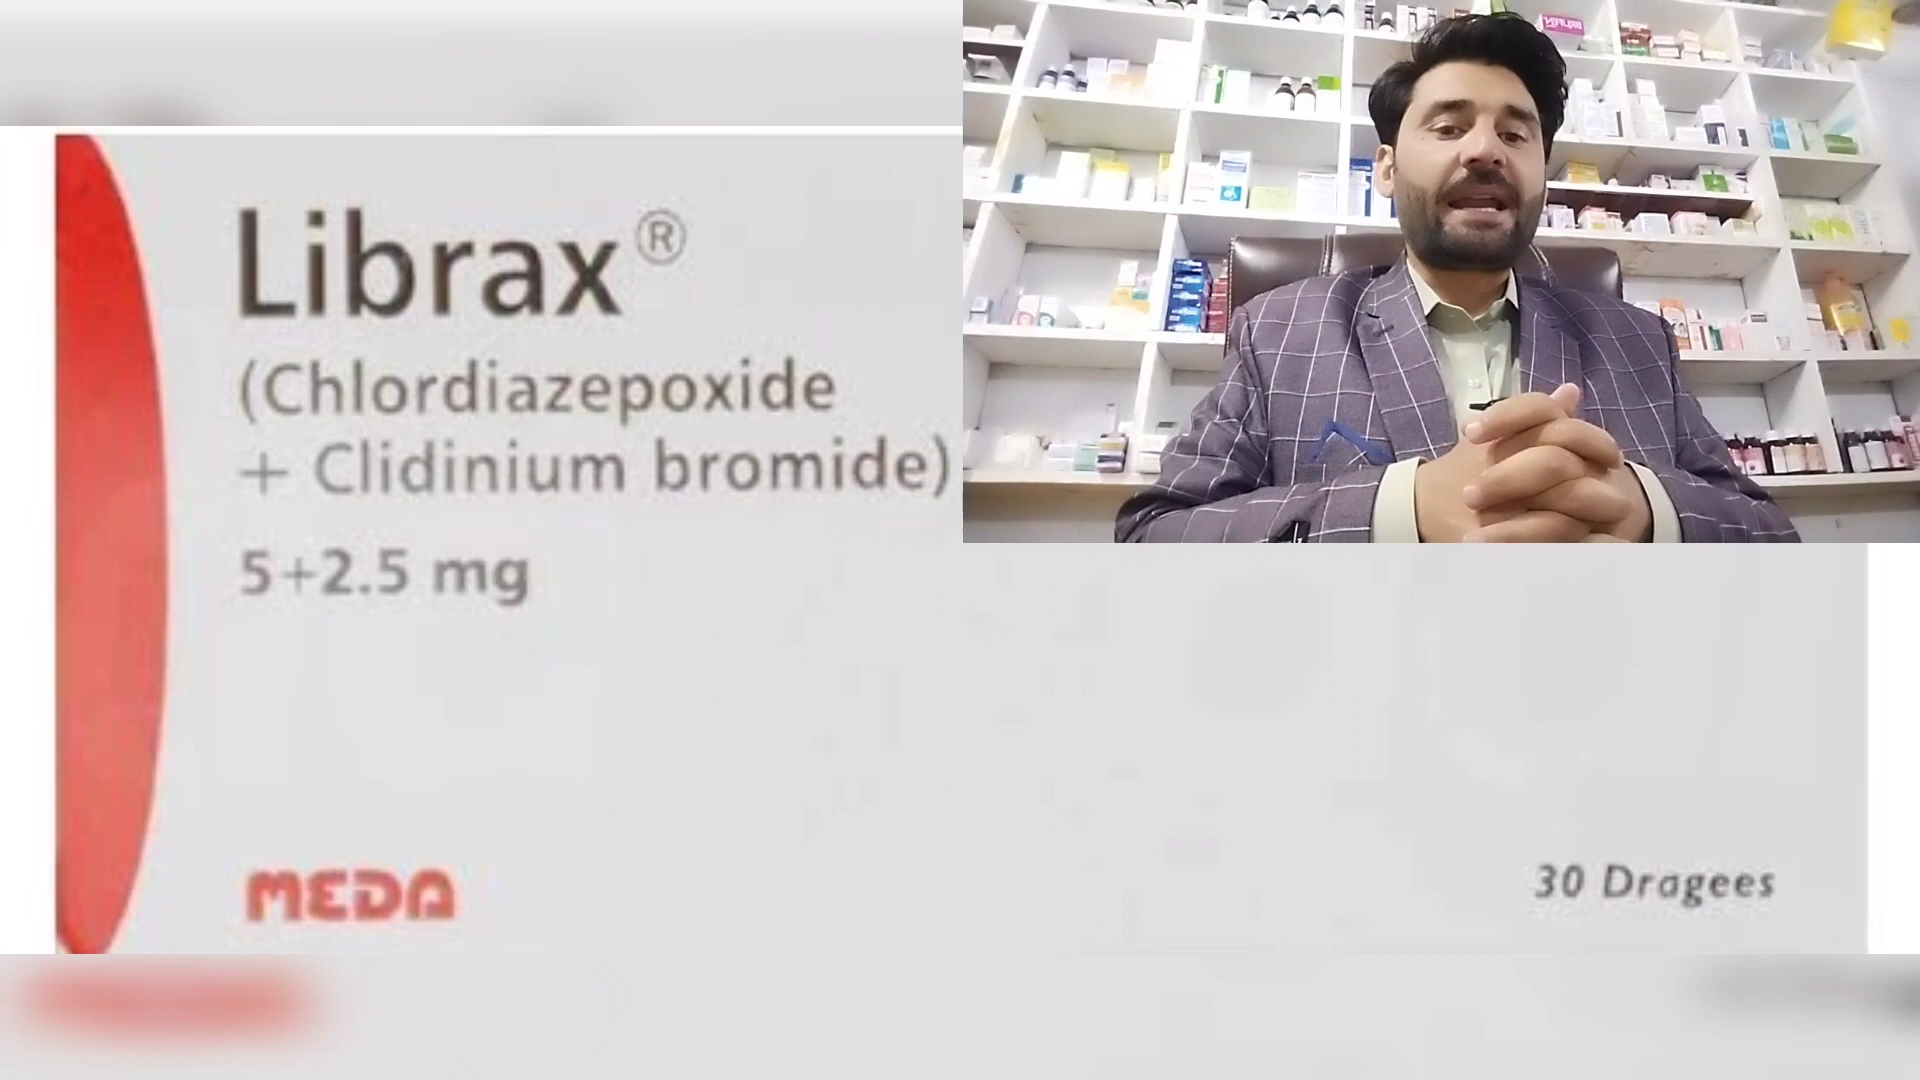 Librax®
(Chlordiazepoxide
+ Clidinium bromide)
5+2.5 mg
MEDA
30 Dragees